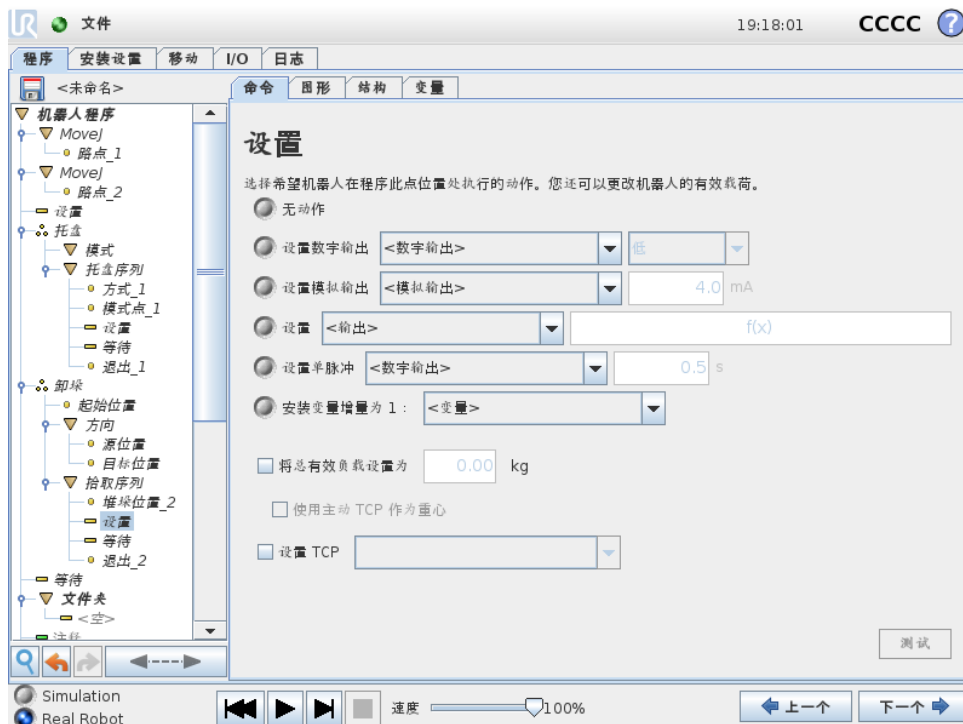 UR 文件 19:18:01 CCCC ?
程序 安装设置 移动 I/O 日志
<未命名>
命令 图形 结构 变量
机器人程序
MoveJ
路点_1
MoveJ
路点_2
设置
托盘
模式
托盘序列
方式_1
模式点_1
设置
等待
退出_1
卸垛
起始位置
方向
源位置
目标位置
拾取序列
堆垛位置_2
设置
等待
退出_2
等待
文件夹
<空>
注释
设置
选择希望机器人在程序此点位置处执行的动作。您还可以更改机器人的有效载荷。
无动作
设置数字输出 <数字输出> 低
设置模拟输出 <模拟输出> 4.0 mA
设置 <输出> f(x)
设置单脉冲 <数字输出> 0.5 s
安装变量增量为 1： <变量>
将总有效负载设置为 0.00 kg
使用主动 TCP 作为重心
设置 TCP
测试
Simulation
Real Robot
速度 100%
上一个 下一个